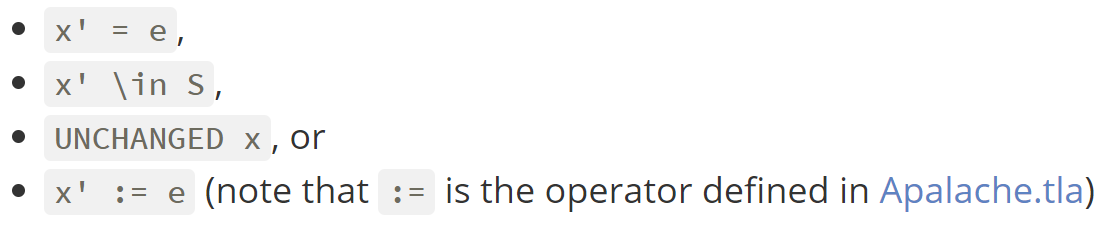 • x' = e,
• x' \in S,
• UNCHANGED x, or
• x' := e (note that := is the operator defined in Apalache.tla)